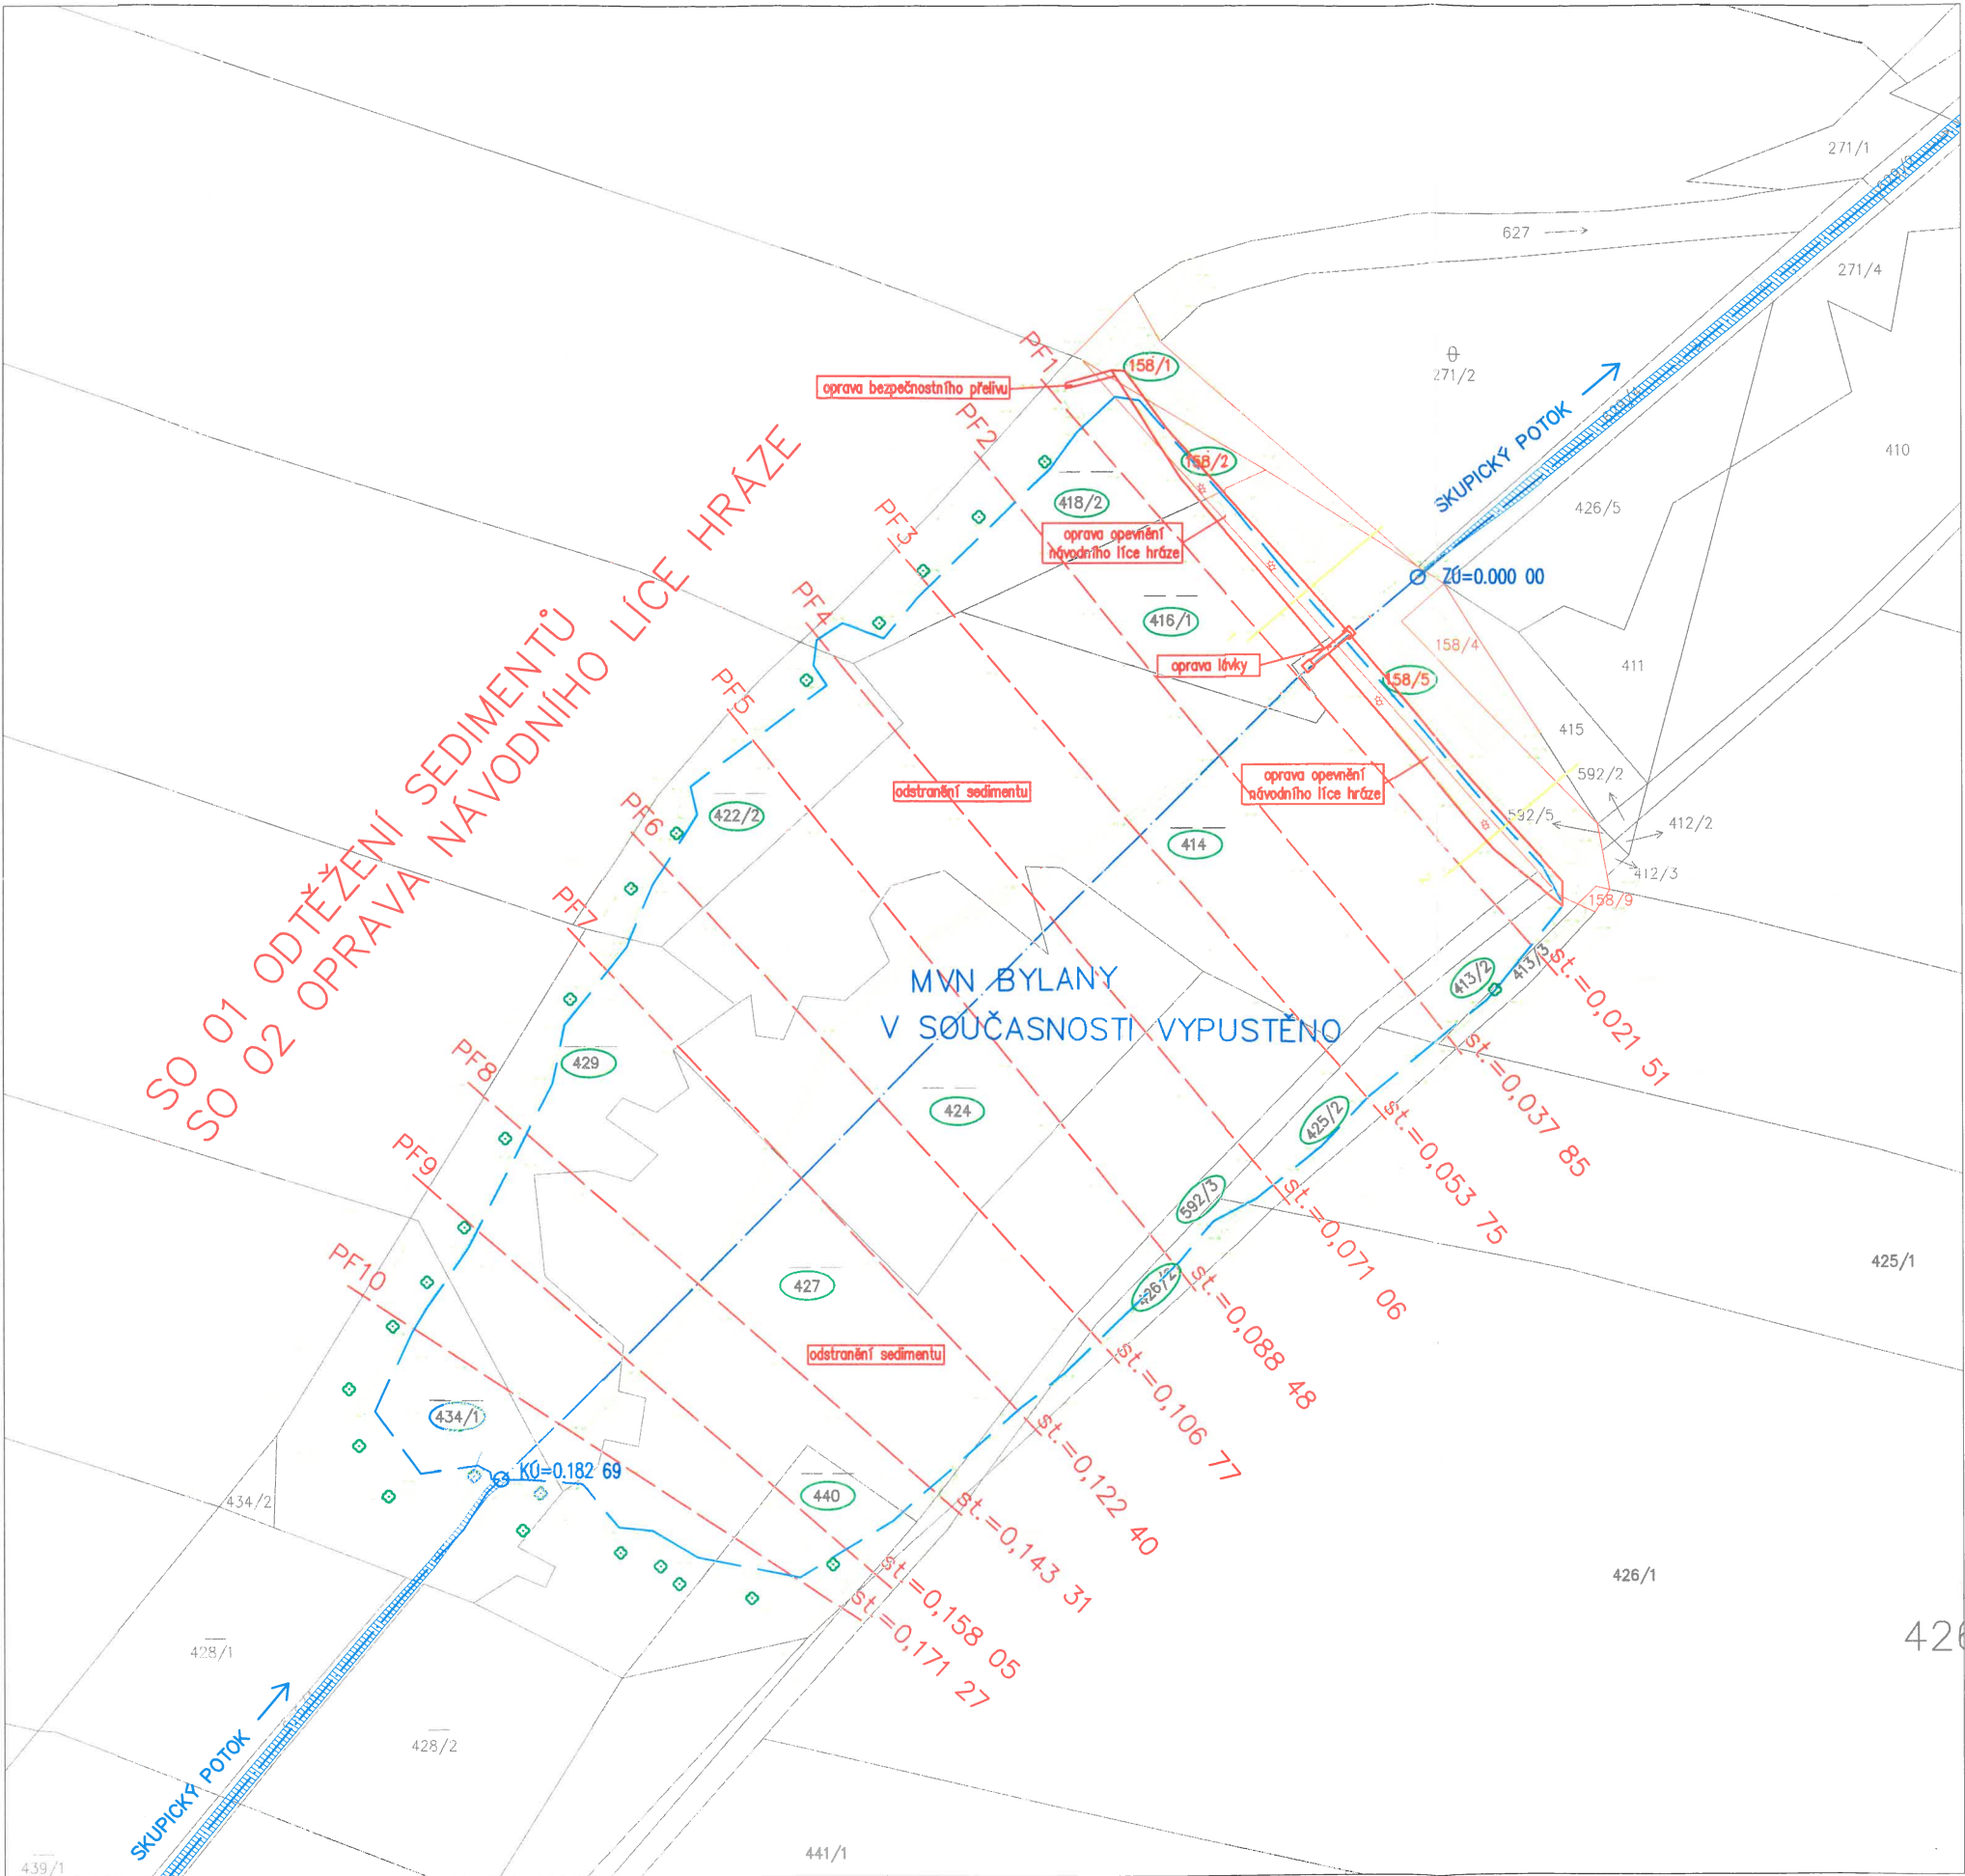 271/1
627
271/4
θ
271/2
410
PF1
158/1
oprava bezpečnostního přelivu
PF2
158/2
SKUPICKÝ POTOK
418/2
426/5
PF3
oprava opevnění
návodního líce hráze
ZÚ=0.000 00
PF4
416/1
158/4
411
oprava lávky
158/5
PF5
415
592/2
oprava opevnění
návodního líce hráze
odstranění sedimentu
422/2
PF6
592/5
412/2
414
412/3
158/9
PF7
SO 01 ODTĚŽENÍ SEDIMENTŮ
SO 02 OPRAVA NÁVODNÍHO LÍCE HRÁZE
413/2
413/3
MVN BYLANY
V SOUČASNOSTI VYPUSTĚNO
st.=0,021 51
429
PF8
st.=0,037 85
424
425/2
st.=0,053 75
PF9
592/3
st.=0,071 06
425/1
PF10
427
426/2
st.=0,088 48
odstranění sedimentu
st.=0,106 77
434/1
st.=0,122 40
KÚ=0.182 69
434/2
440
st.=0,143 31
st.=0,158 05
st.=0,171 27
426/1
426
428/1
428/2
SKUPICKÝ POTOK
439/1
441/1